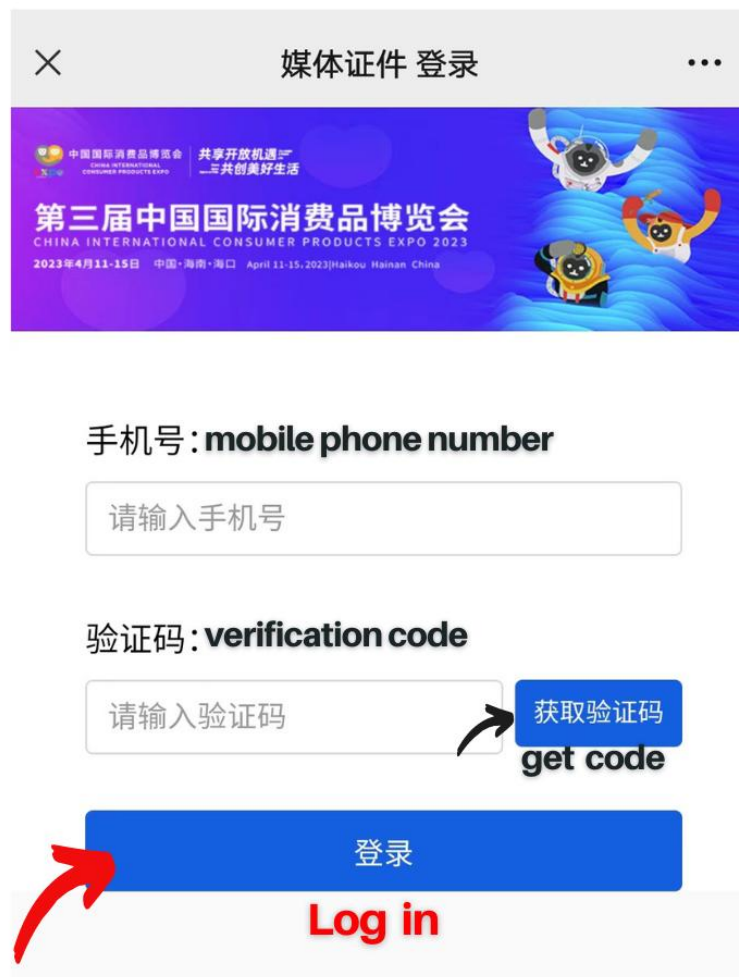 媒体证件 登录
中国国际消费品博览会
CHINA INTERNATIONAL
CONSUMER PRODUCTS EXPO
EXPO
共享开放机遇
共创美好生活
第三届中国国际消费品博览会
CHINA INTERNATIONAL CONSUMER PRODUCTS EXPO 2023
2023年4月11-15日 中国·海南·海口 April 11-15, 2023|Haikou Hainan China
手机号: mobile phone number
请输入手机号
验证码: verification code
请输入验证码
获取验证码
get code
登录
Log in